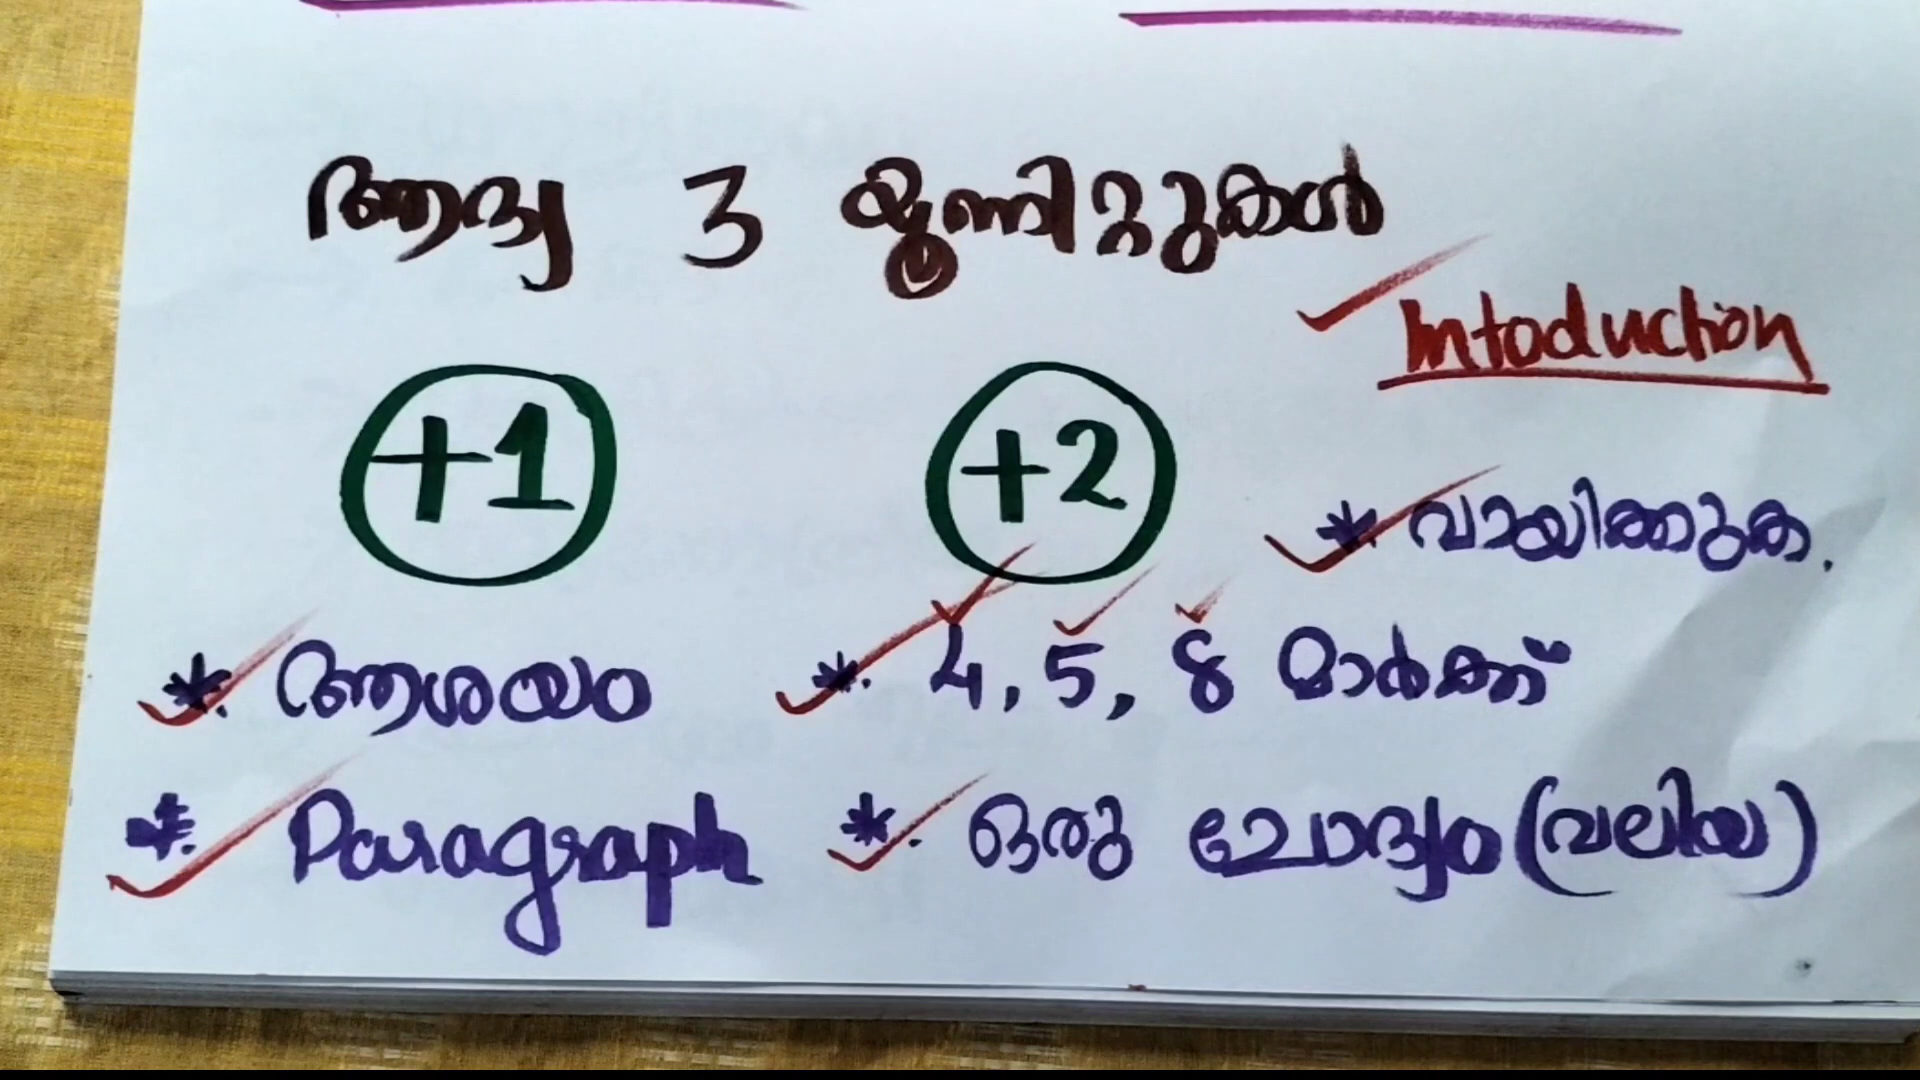 ആദ്യ 3 യൂണിറ്റുകൾ
Intoduction
+1 +2
* വായിക്കുക.
*. ആശയം *. 4, 5, 8 മാർക്ക്
*. Paragraph *. ഒരു ചോദ്യം (വലിയ)